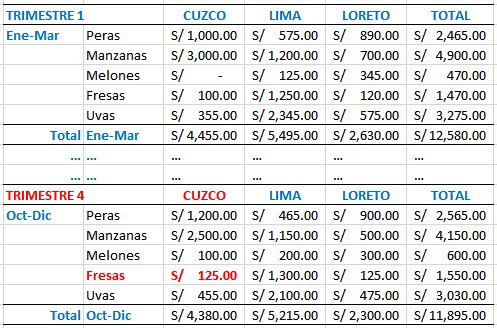 TRIMESTRE 1 CUZCO LIMA LORETO TOTAL
Ene-Mar Peras S/ 1,000.00 S/ 575.00 S/ 890.00 S/ 2,465.00
Manzanas S/ 3,000.00 S/ 1,200.00 S/ 700.00 S/ 4,900.00
Melones S/ - S/ 125.00 S/ 345.00 S/ 470.00
Fresas S/ 100.00 S/ 1,250.00 S/ 120.00 S/ 1,470.00
Uvas S/ 355.00 S/ 2,345.00 S/ 575.00 S/ 3,275.00
Total Ene-Mar S/ 4,455.00 S/ 5,495.00 S/ 2,630.00 S/ 12,580.00
... ... ... ... ... ...
... ... ... ... ... ...
TRIMESTRE 4 CUZCO LIMA LORETO TOTAL
Oct-Dic Peras S/ 1,200.00 S/ 465.00 S/ 900.00 S/ 2,565.00
Manzanas S/ 2,500.00 S/ 1,150.00 S/ 500.00 S/ 4,150.00
Melones S/ 100.00 S/ 200.00 S/ 300.00 S/ 600.00
Fresas S/ 125.00 S/ 1,300.00 S/ 125.00 S/ 1,550.00
Uvas S/ 455.00 S/ 2,100.00 S/ 475.00 S/ 3,030.00
Total Oct-Dic S/ 4,380.00 S/ 5,215.00 S/ 2,300.00 S/ 11,895.00